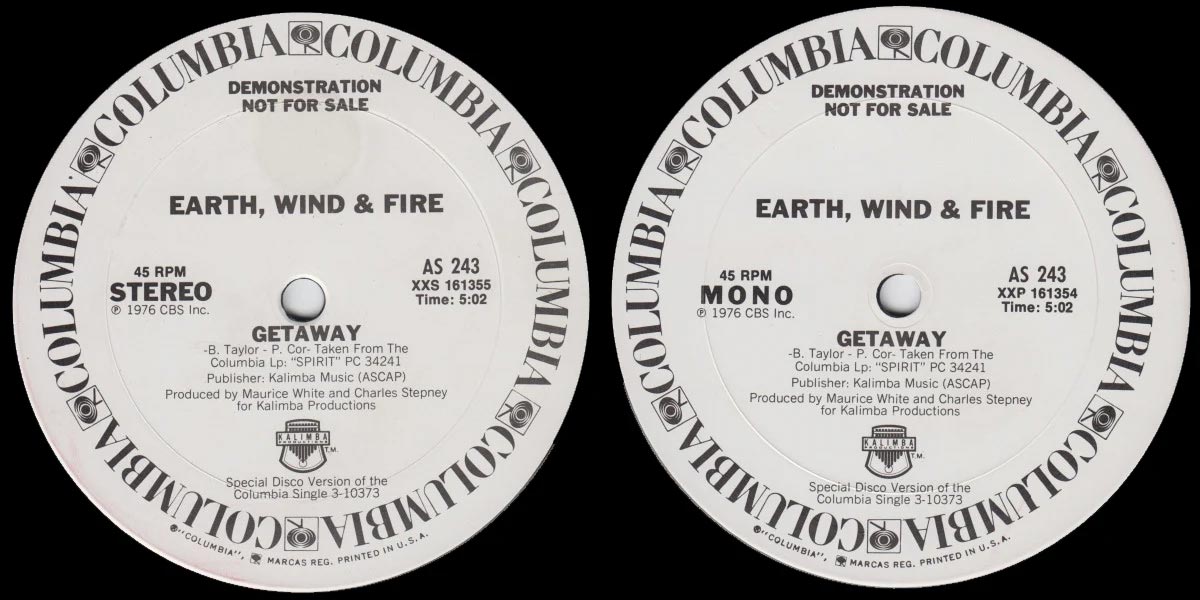 COLUMBIA COLUMBIA COLUMBIA COLUMBIA COLUMBIA COLUMBIA COLUMBIA COLUMBIA
DEMONSTRATION
NOT FOR SALE
EARTH, WIND & FIRE
45 RPM
STEREO
℗ 1976 CBS Inc.
AS 243
XXS 161355
Time: 5:02
GETAWAY
-B. Taylor - P. Cor- Taken From The
Columbia Lp: "SPIRIT" PC 34241
Publisher: Kalimba Music (ASCAP)
Produced by Maurice White and Charles Stepney
for Kalimba Productions
KALIMBA
PRODUCTIONS
T.M.
Special Disco Version of the
Columbia Single 3-10373
®"COLUMBIA", MARCAS REG. PRINTED IN U.S.A.
COLUMBIA COLUMBIA COLUMBIA COLUMBIA COLUMBIA COLUMBIA COLUMBIA COLUMBIA
DEMONSTRATION
NOT FOR SALE
EARTH, WIND & FIRE
45 RPM
MONO
℗ 1976 CBS Inc.
AS 243
XXP 161354
Time: 5:02
GETAWAY
-B. Taylor - P. Cor- Taken From The
Columbia Lp: "SPIRIT" PC 34241
Publisher: Kalimba Music (ASCAP)
Produced by Maurice White and Charles Stepney
for Kalimba Productions
KALIMBA
PRODUCTIONS
T.M.
Special Disco Version of the
Columbia Single 3-10373
®"COLUMBIA", MARCAS REG. PRINTED IN U.S.A.